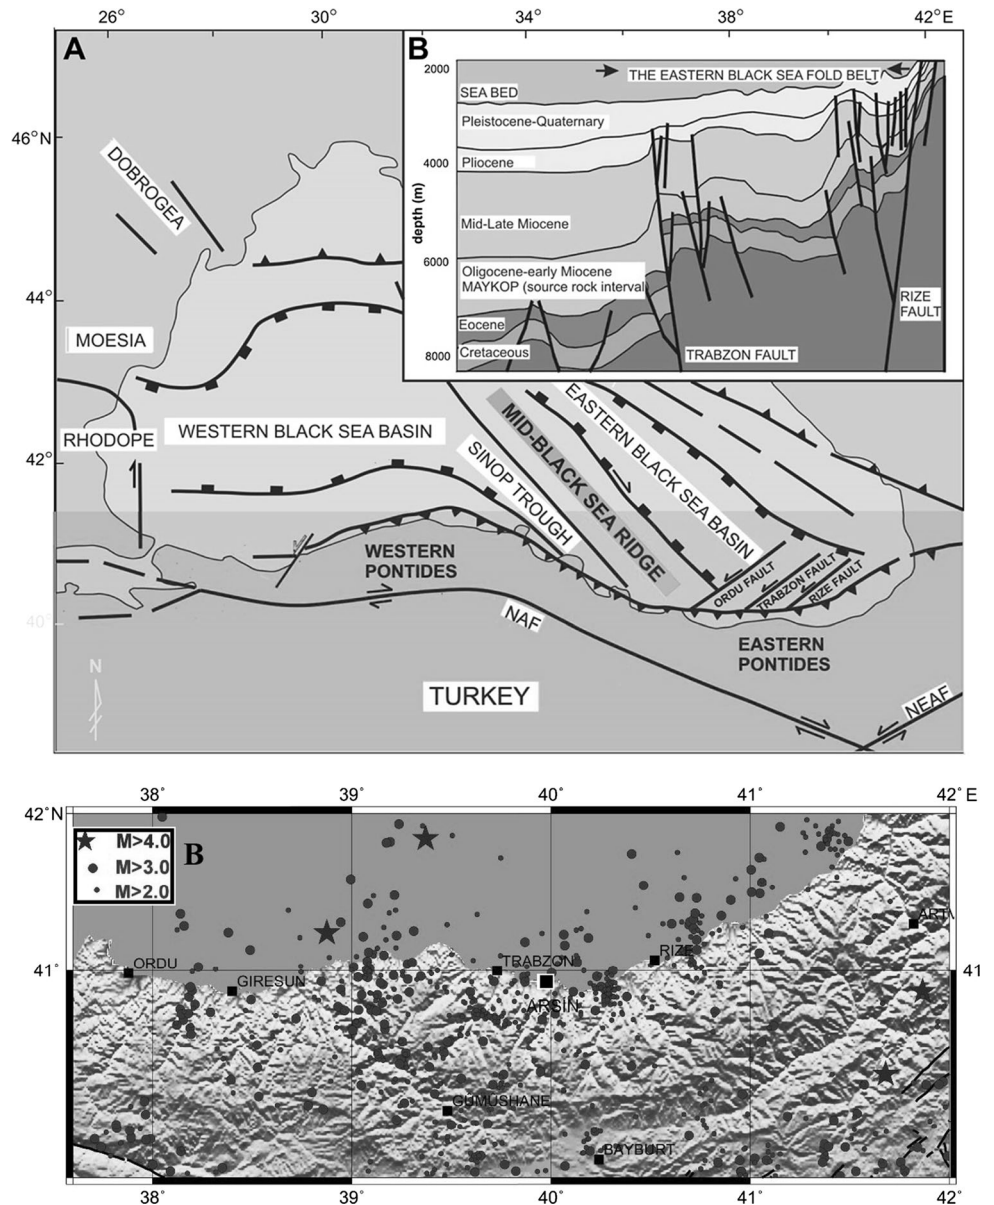 26° 30° 34° 38° 42°E
A
46°N
44°
42°
40°
DOBROGEA
MOESIA
RHODOPE
WESTERN BLACK SEA BASIN
SINOP TROUGH
MID-BLACK SEA RIDGE
EASTERN BLACK SEA BASIN
ORDU FAULT
TRABZON FAULT
RIZE FAULT
WESTERN
PONTIDES
EASTERN
PONTIDES
NAF
NEAF
TURKEY
N
B
THE EASTERN BLACK SEA FOLD BELT
2000
4000
6000
8000
depth (m)
SEA BED
Pleistocene-Quaternary
Pliocene
Mid-Late Miocene
Oligocene-early Miocene
MAYKOP (source rock interval)
Eocene
Cretaceous
TRABZON FAULT
RIZE
FAULT
38° 39° 40° 41° 42°E
42°N
M>4.0
M>3.0
M>2.0
B
41°
41
ORDU
GIRESUN
TRABZON
ARSİN
RIZE
GUMUSHANE
BAYBURT
38° 39° 40° 41° 42°